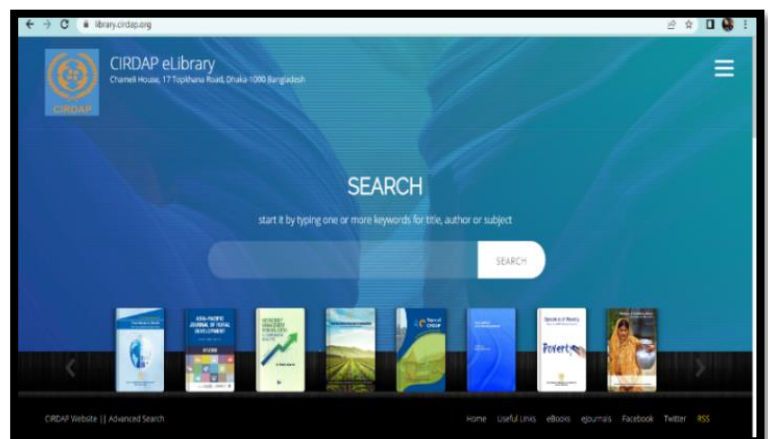 library.cirdap.org
CIRDAP eLibrary
Chameli House, 17 Topkhana Road, Dhaka-1000 Bangladesh
CIRDAP
SEARCH
start it by typing one or more keywords for title, author or subject
SEARCH
ASIA-PACIFIC
JOURNAL OF RURAL
DEVELOPMENT
Poverty
CIRDAP Website || Advanced Search
Home Useful Links eBooks eJournals Facebook Twitter RSS